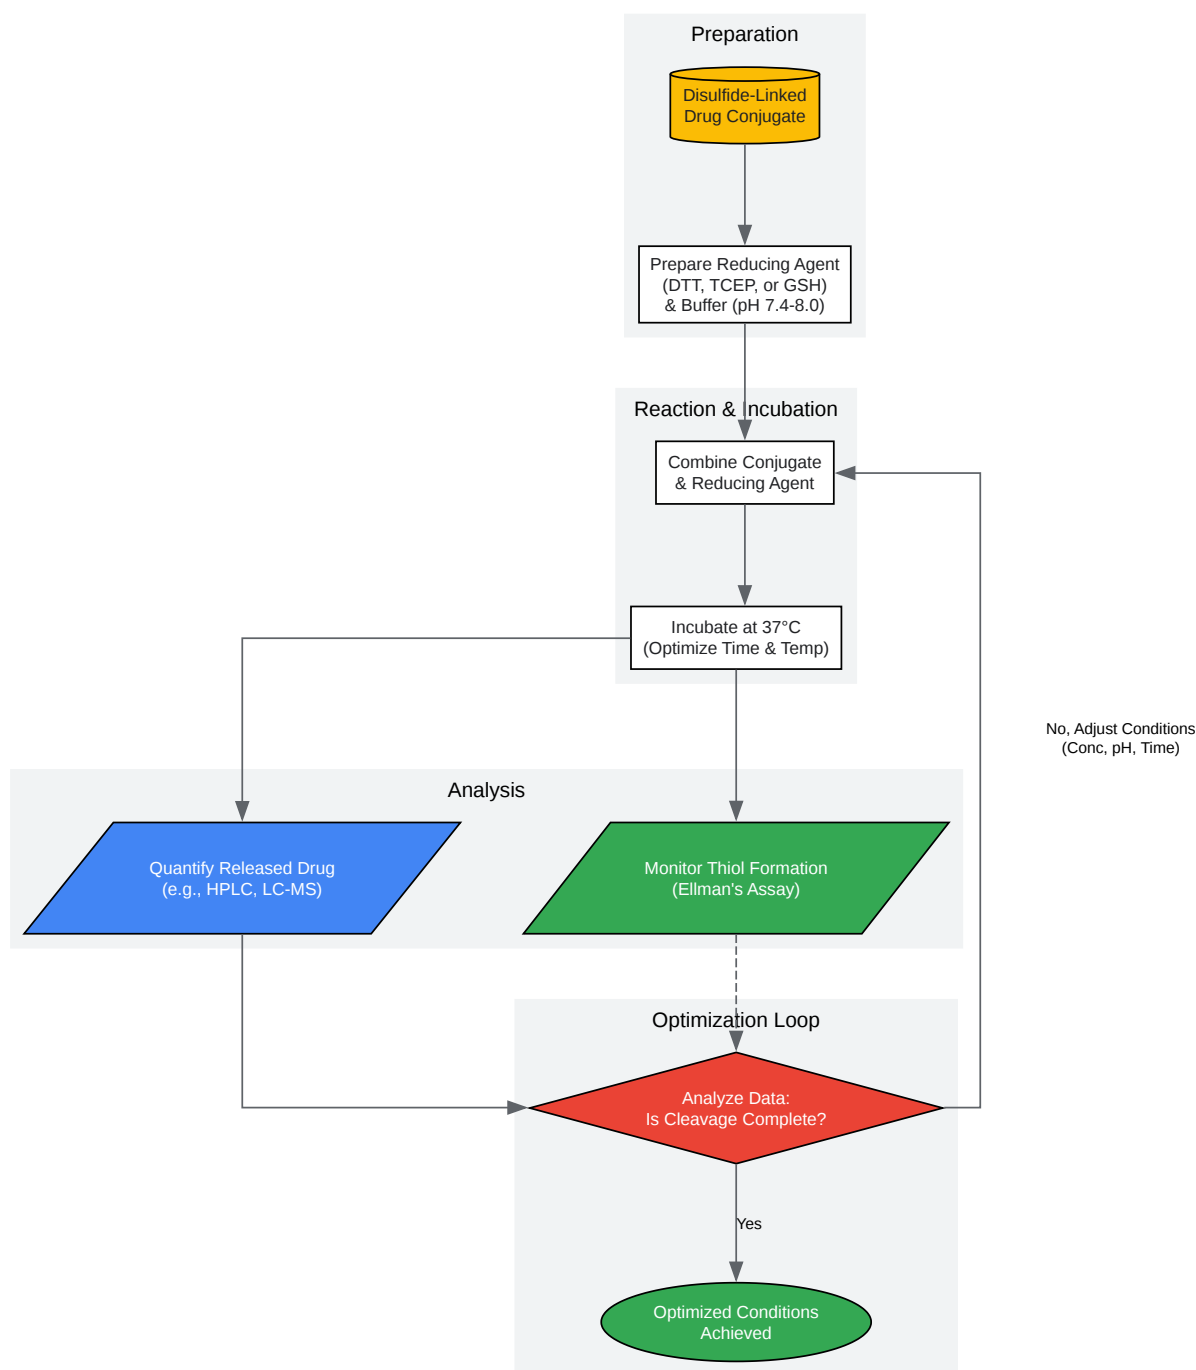 Preparation
Disulfide-Linked
Drug Conjugate
Prepare Reducing Agent
(DTT, TCEP, or GSH)
& Buffer (pH 7.4-8.0)
Reaction & Incubation
Combine Conjugate
& Reducing Agent
Incubate at 37°C
(Optimize Time & Temp)
No, Adjust Conditions
(Conc, pH, Time)
Analysis
Quantify Released Drug
(e.g., HPLC, LC-MS)
Monitor Thiol Formation
(Ellman's Assay)
Optimization Loop
Analyze Data:
Is Cleavage Complete?
Yes
Optimized Conditions
Achieved